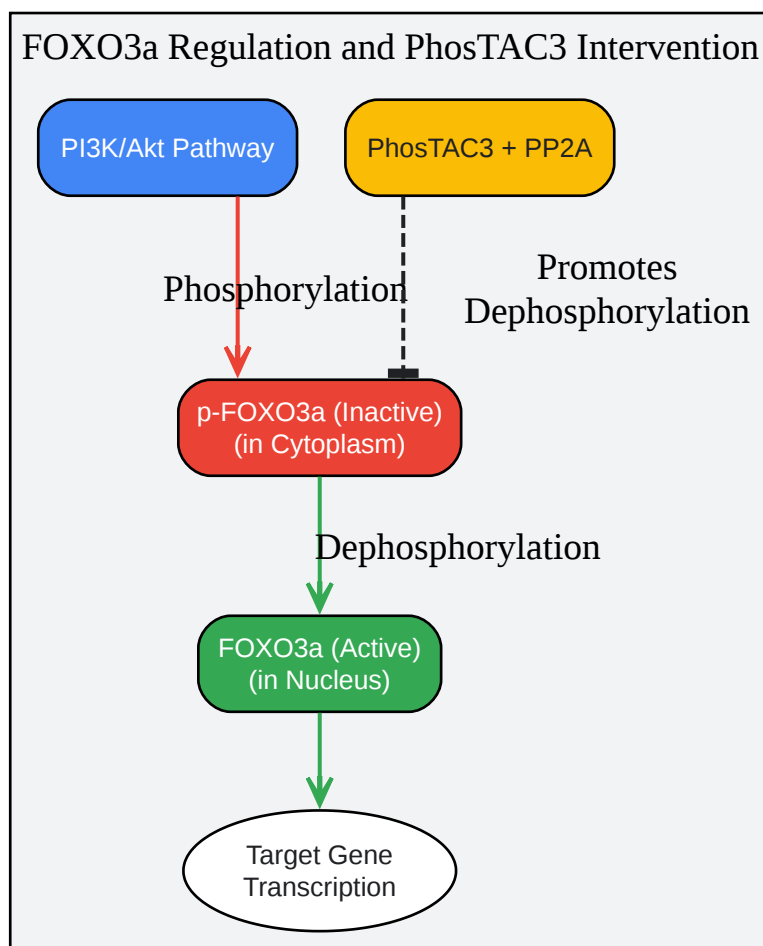 FOXO3a Regulation and PhosTAC3 Intervention
PI3K/Akt Pathway
PhosTAC3 + PP2A
Phosphorylation
Promotes
Dephosphorylation
p-FOXO3a (Inactive)
(in Cytoplasm)
Dephosphorylation
FOXO3a (Active)
(in Nucleus)
Target Gene
Transcription